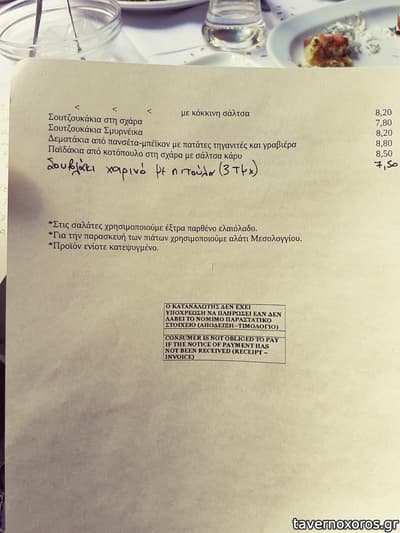 < < < με κόκκινη σάλτσα 8,20
Σουτζουκάκια στη σχάρα 7,80
Σουτζουκάκια Σμυρνέικα 8,20
Δεματάκια από πανσέτα-μπέϊκον με πατάτες τηγανιτές και γραβιέρα 8,80
Παϊδάκια από κοτόπουλο στη σχάρα με σάλτσα κάρυ 8,50
Σουβλάκι χοιρινό με πιτούλα (3 τμχ) 7,50
*Στις σαλάτες χρησιμοποιούμε έξτρα παρθένο ελαιόλαδο.
*Για την παρασκευή των πιάτων χρησιμοποιούμε αλάτι Μεσολογγίου.
*Προϊόν ενίοτε κατεψυγμένο.
Ο ΚΑΤΑΝΑΛΩΤΗΣ ΔΕΝ ΕΧΕΙ
ΥΠΟΧΡΕΩΣΗ ΝΑ ΠΛΗΡΩΣΕΙ ΕΑΝ ΔΕΝ
ΛΑΒΕΙ ΤΟ ΝΟΜΙΜΟ ΠΑΡΑΣΤΑΤΙΚΟ
ΣΤΟΙΧΕΙΟ (ΑΠΟΔΕΙΞΗ -ΤΙΜΟΛΟΓΙΟ)
CONSUMER IS NOT OBLIGED TO PAY
IF THE NOTICE OF PAYMENT HAS
NOT BEEN RECEIVED (RECEIPT –
INVOICE)
tavernoxoros.gr